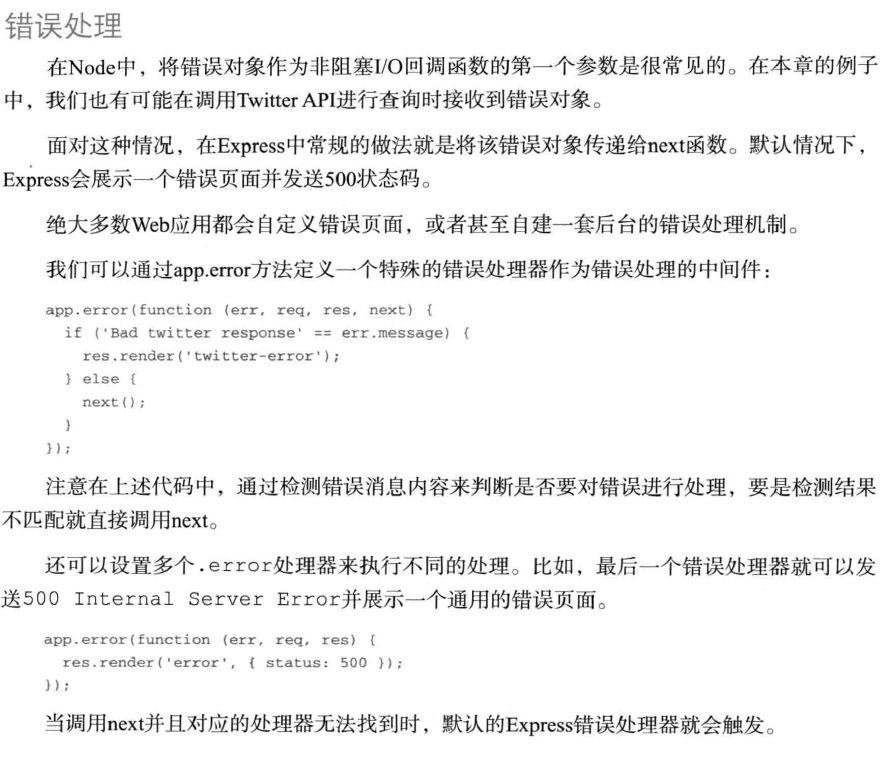 错误处理
在Node中，将错误对象作为非阻塞I/O回调函数的第一个参数是很常见的。在本章的例子
中，我们也有可能在调用Twitter API进行查询时接收到错误对象。
面对这种情况，在Express中常规的做法就是将该错误对象传递给next函数。默认情况下，
Express会展示一个错误页面并发送500状态码。
绝大多数Web应用都会自定义错误页面，或者甚至自建一套后台的错误处理机制。
我们可以通过app.error方法定义一个特殊的错误处理器作为错误处理的中间件：
app.error(function (err, req, res, next) {
  if ('Bad twitter response' == err.message) {
    res.render('twitter-error');
  } else {
    next();
  }
});
注意在上述代码中，通过检测错误消息内容来判断是否要对错误进行处理，要是检测结果
不匹配就直接调用next。
还可以设置多个.error处理器来执行不同的处理。比如，最后一个错误处理器就可以发
送500 Internal Server Error并展示一个通用的错误页面。
app.error(function (err, req, res) {
  res.render('error', { status: 500 });
});
当调用next并且对应的处理器无法找到时，默认的Express错误处理器就会触发。